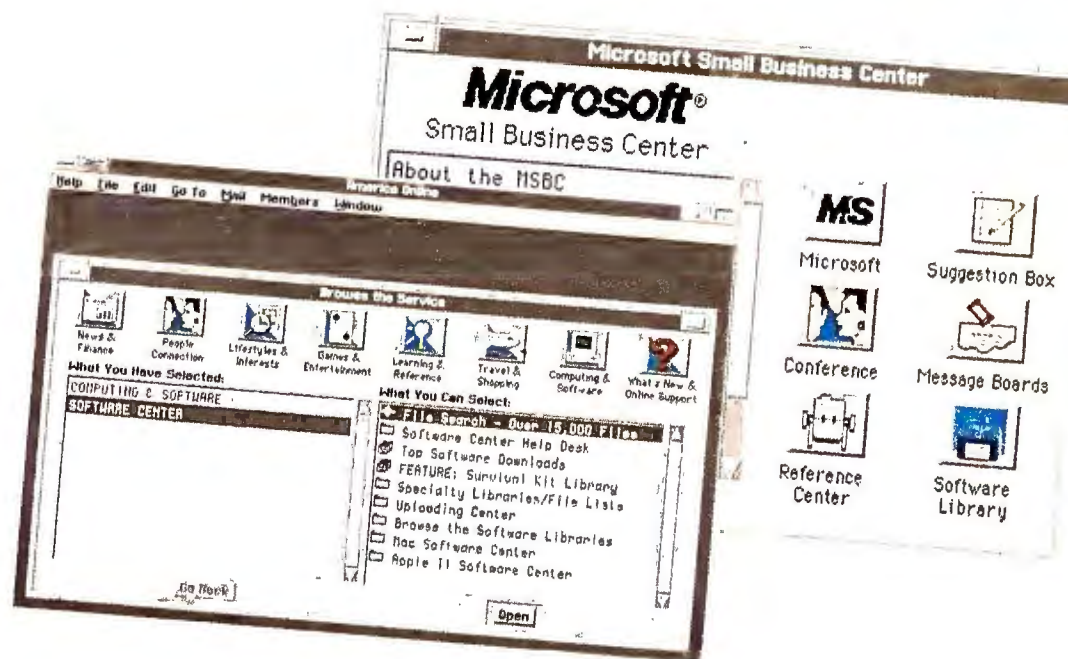 Microsoft Small Business Center
Microsoft®
Small Business Center
About the MSBC
MS
Microsoft
Suggestion Box
Conference
Message Boards
Reference
Center
Software
Library
America Online
Help File Edit Go To Mail Members Window
Browse the Service
News &
Finance
People
Connection
Lifestyles &
Interests
Games &
Entertainment
Learning &
Reference
Travel &
Shopping
Computing &
Software
What's New &
Online Support
What You Have Selected:
COMPUTING & SOFTWARE
SOFTWARE CENTER
What You Can Select:
File Search - Over 15,000 Files
Software Center Help Desk
Top Software Downloads
FEATURE: Survival Kit Library
Specialty Libraries/File Lists
Uploading Center
Browse the Software Libraries
Mac Software Center
Apple II Software Center
Go Back
Open